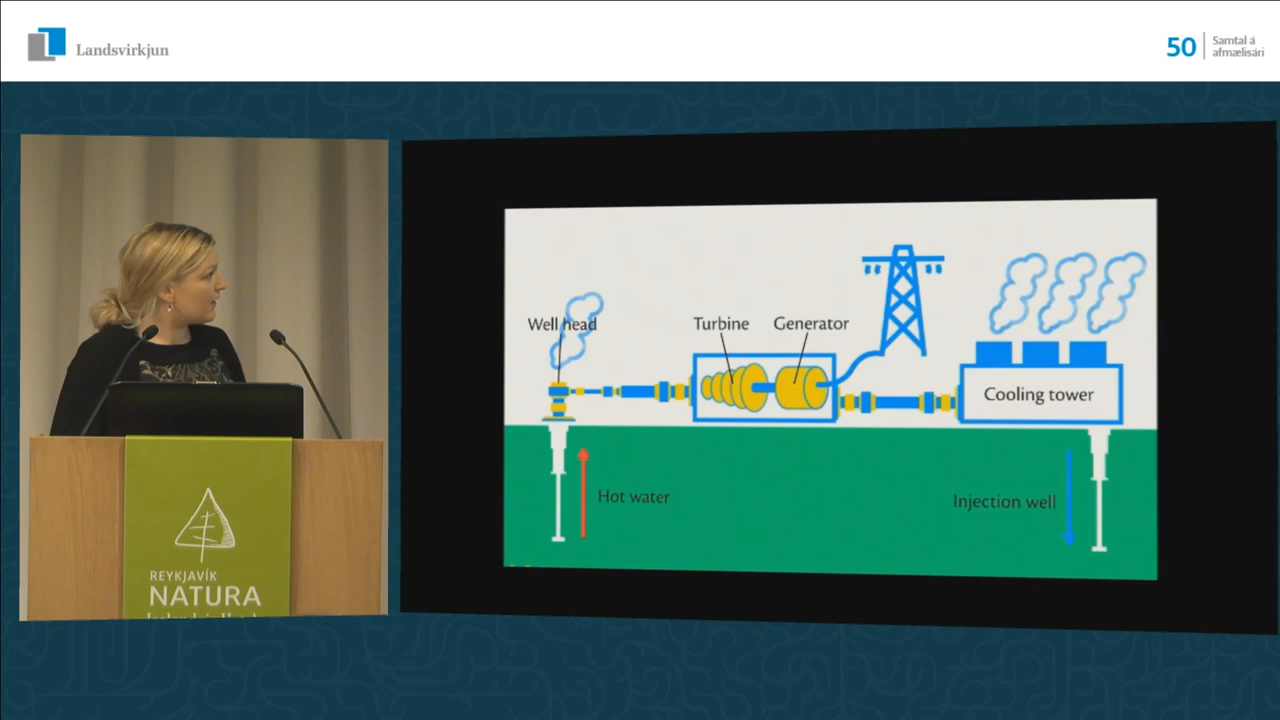 Landsvirkjun
50
Samtal á
afmælisári
Well head
Turbine
Generator
Cooling tower
Hot water
Injection well
REYKJAVÍK
NATURA